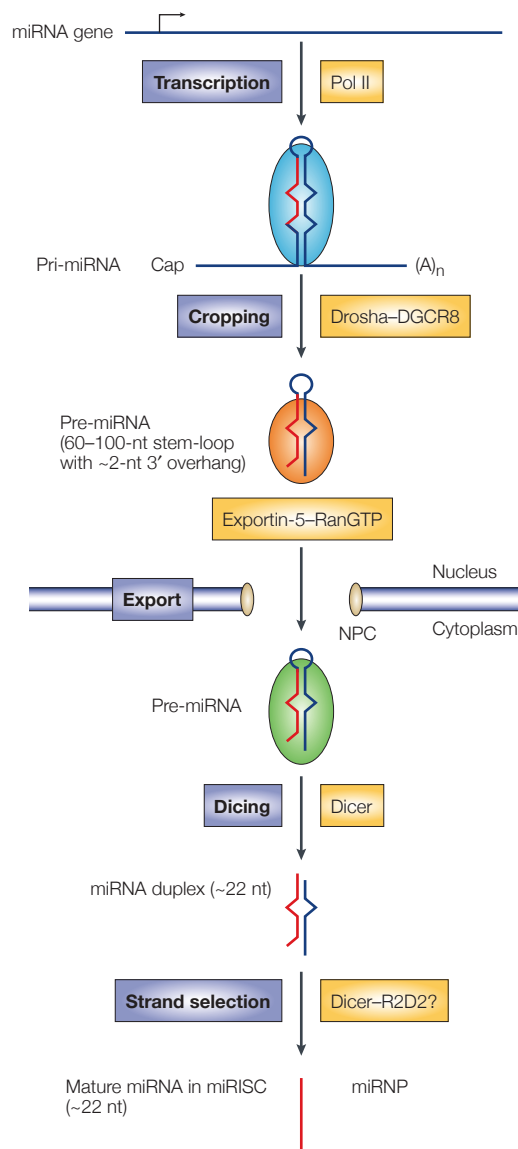 miRNA gene
Transcription
Pol II
Pri-miRNA
Cap
(A)n
Cropping
Drosha–DGCR8
Pre-miRNA
(60–100-nt stem-loop
with ~2-nt 3′ overhang)
Exportin-5–RanGTP
Export
Nucleus
NPC
Cytoplasm
Pre-miRNA
Dicing
Dicer
miRNA duplex (~22 nt)
Strand selection
Dicer–R2D2?
Mature miRNA in miRISC
(~22 nt)
miRNP